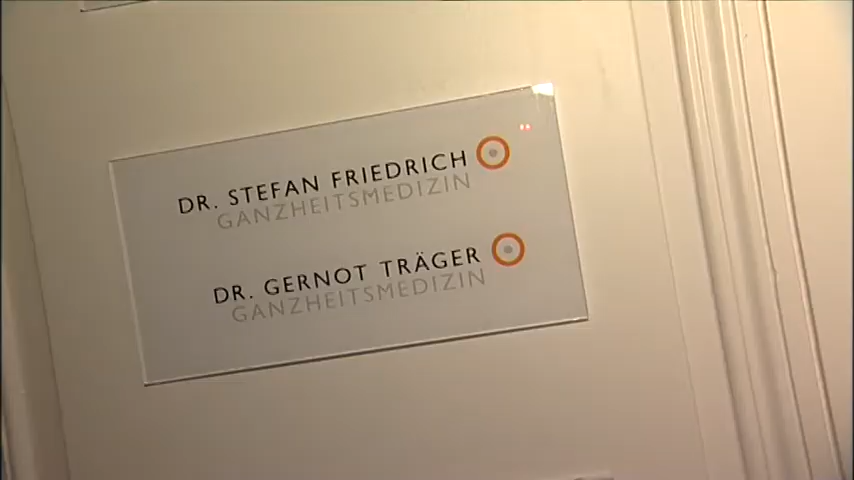 DR. STEFAN FRIEDRICH
GANZHEITSMEDIZIN
DR. GERNOT TRÄGER
GANZHEITSMEDIZIN